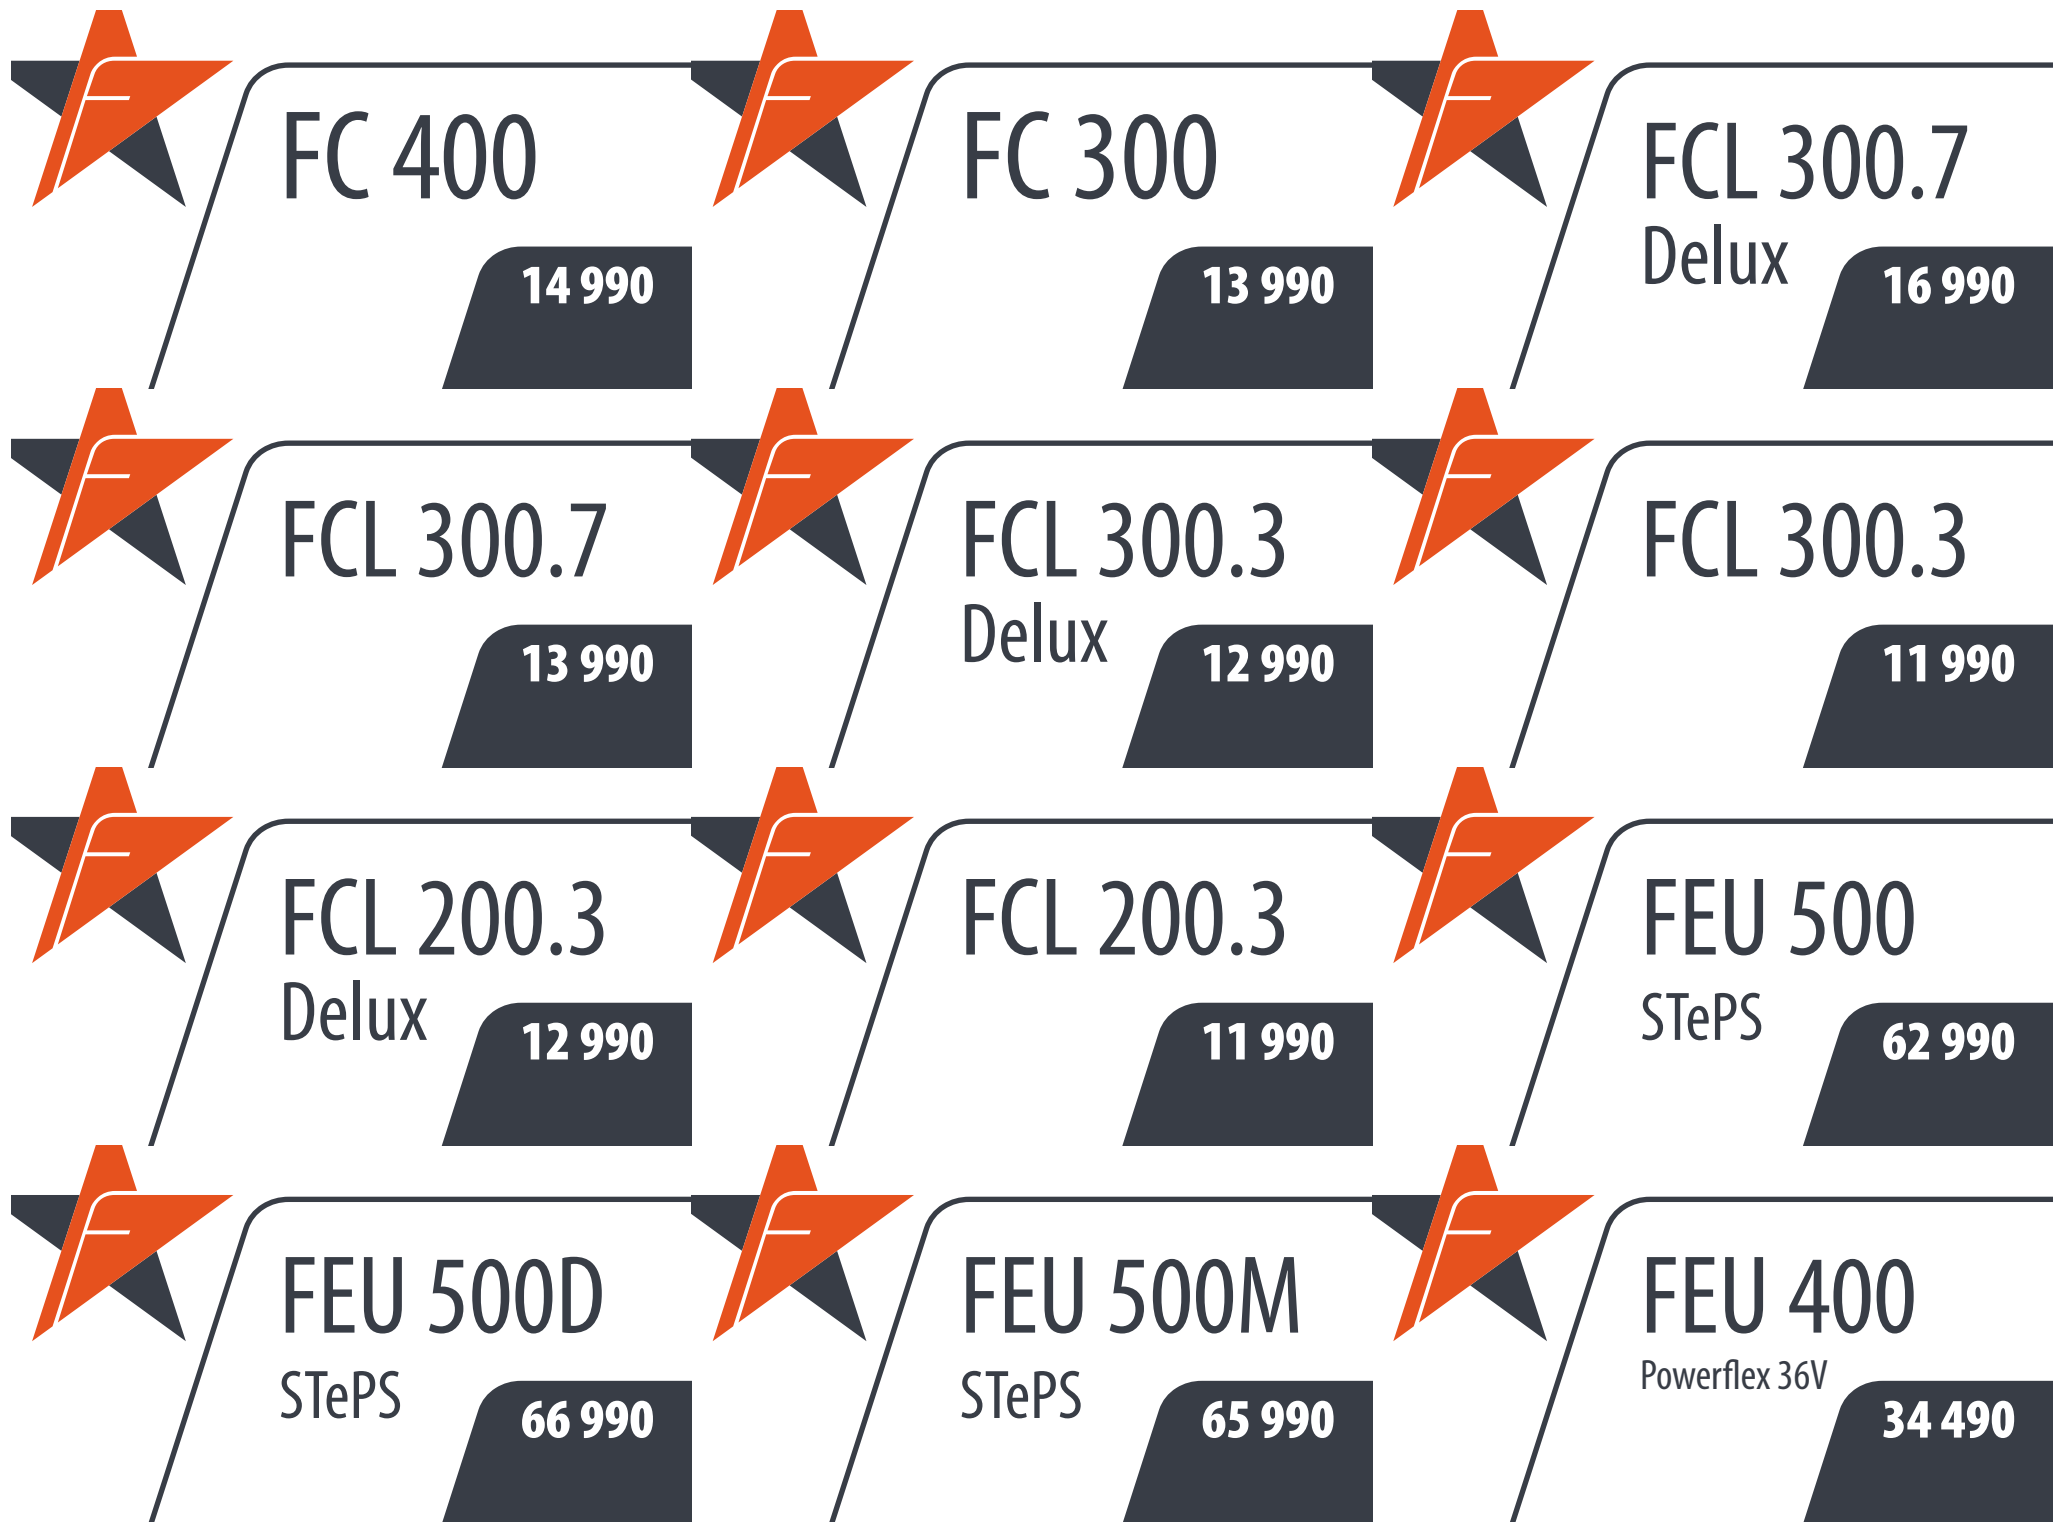 FC 400
14 990
FC 300
13 990
FCL 300.7
Delux
16 990
FCL 300.7
13 990
FCL 300.3
Delux
12 990
FCL 300.3
11 990
FCL 200.3
Delux
12 990
FCL 200.3
11 990
FEU 500
STePS
62 990
FEU 500D
STePS
66 990
FEU 500M
STePS
65 990
FEU 400
Powerflex 36V
34 490